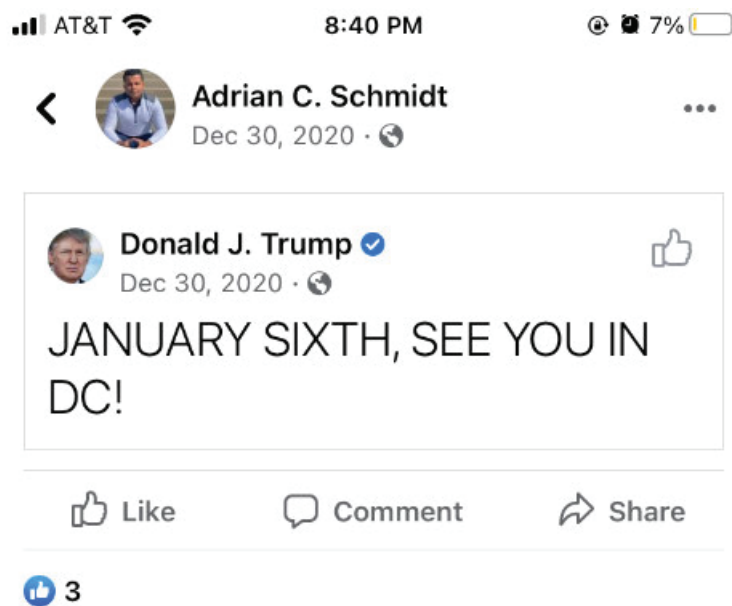 AT&T 8:40 PM 7%
Adrian C. Schmidt
Dec 30, 2020 ·
Donald J. Trump
Dec 30, 2020 ·
JANUARY SIXTH, SEE YOU IN
DC!
Like Comment Share
3